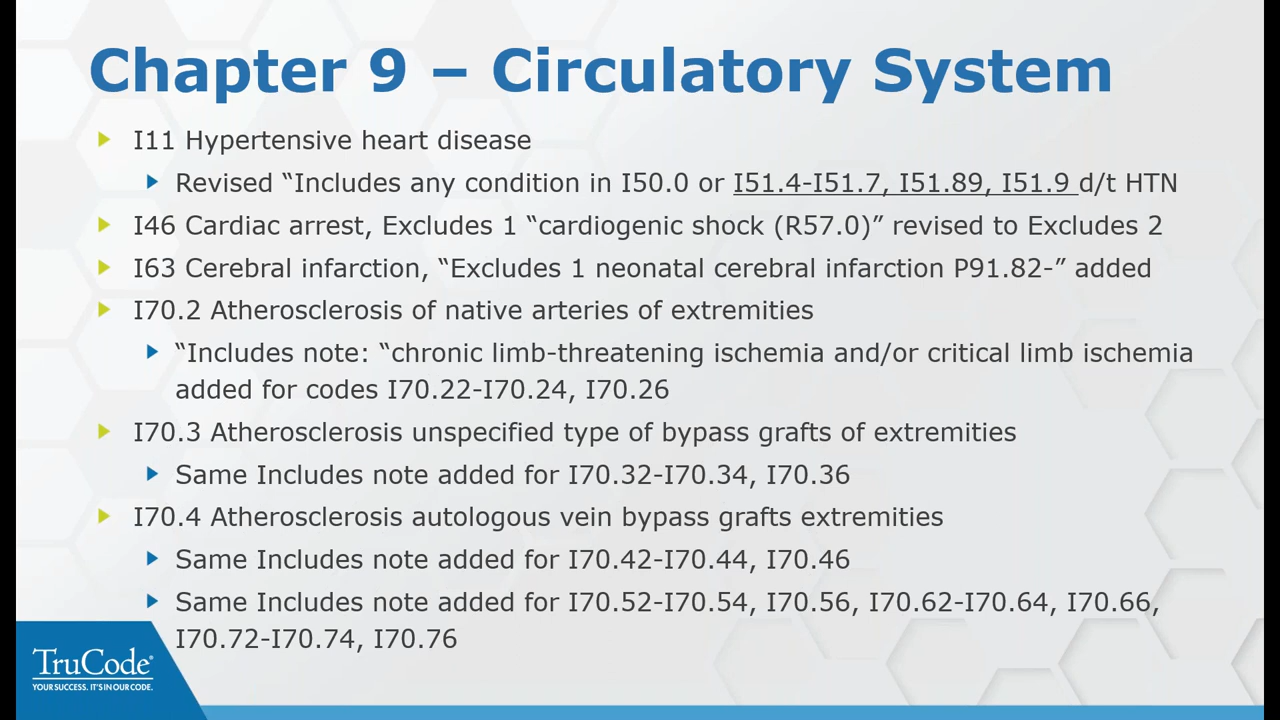 Chapter 9 – Circulatory System
I11 Hypertensive heart disease
Revised “Includes any condition in I50.0 or I51.4-I51.7, I51.89, I51.9 d/t HTN
I46 Cardiac arrest, Excludes 1 “cardiogenic shock (R57.0)” revised to Excludes 2
I63 Cerebral infarction, “Excludes 1 neonatal cerebral infarction P91.82-” added
I70.2 Atherosclerosis of native arteries of extremities
“Includes note: “chronic limb-threatening ischemia and/or critical limb ischemia
added for codes I70.22-I70.24, I70.26
I70.3 Atherosclerosis unspecified type of bypass grafts of extremities
Same Includes note added for I70.32-I70.34, I70.36
I70.4 Atherosclerosis autologous vein bypass grafts extremities
Same Includes note added for I70.42-I70.44, I70.46
Same Includes note added for I70.52-I70.54, I70.56, I70.62-I70.64, I70.66,
I70.72-I70.74, I70.76
TruCode®
YOUR SUCCESS. IT'S IN OUR CODE.